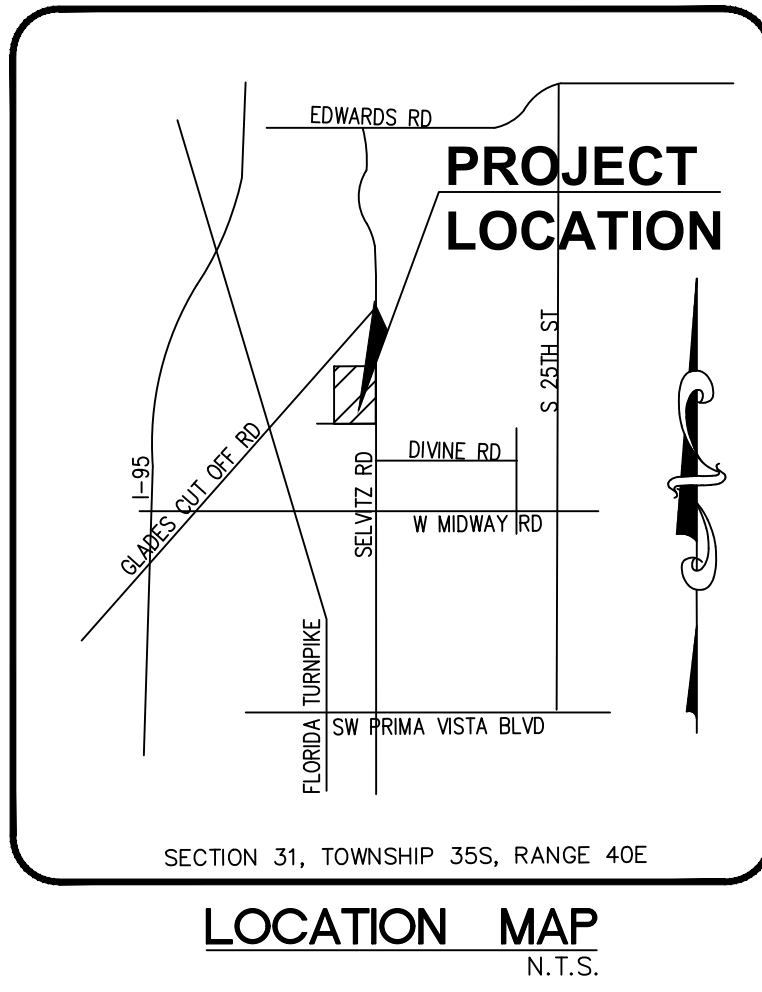 EDWARDS RD
PROJECT
LOCATION
S 25TH ST
I-95
GLADES CUT OFF RD
SELVITZ RD
DIVINE RD
W MIDWAY RD
FLORIDA TURNPIKE
SW PRIMA VISTA BLVD
SECTION 31, TOWNSHIP 35S, RANGE 40E
LOCATION MAP
N.T.S.